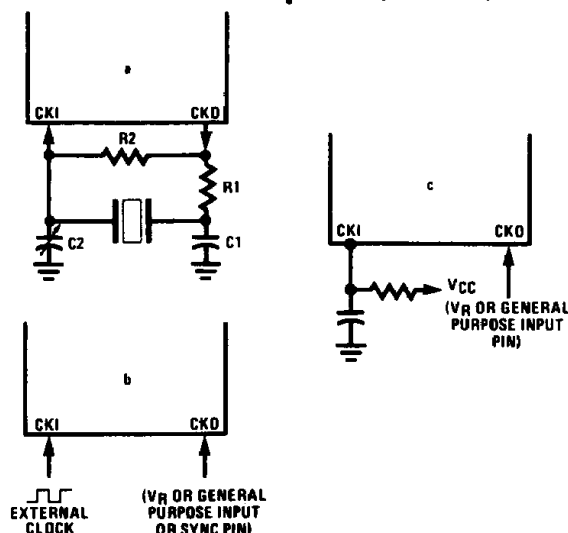 a
CKI CKO
R2
R1
C2 C1
c
CKI CKO
VCC
(VR OR GENERAL
PURPOSE INPUT
PIN)
b
CKI CKO
EXTERNAL
CLOCK
(VR OR GENERAL
PURPOSE INPUT
OR SYNC PIN)